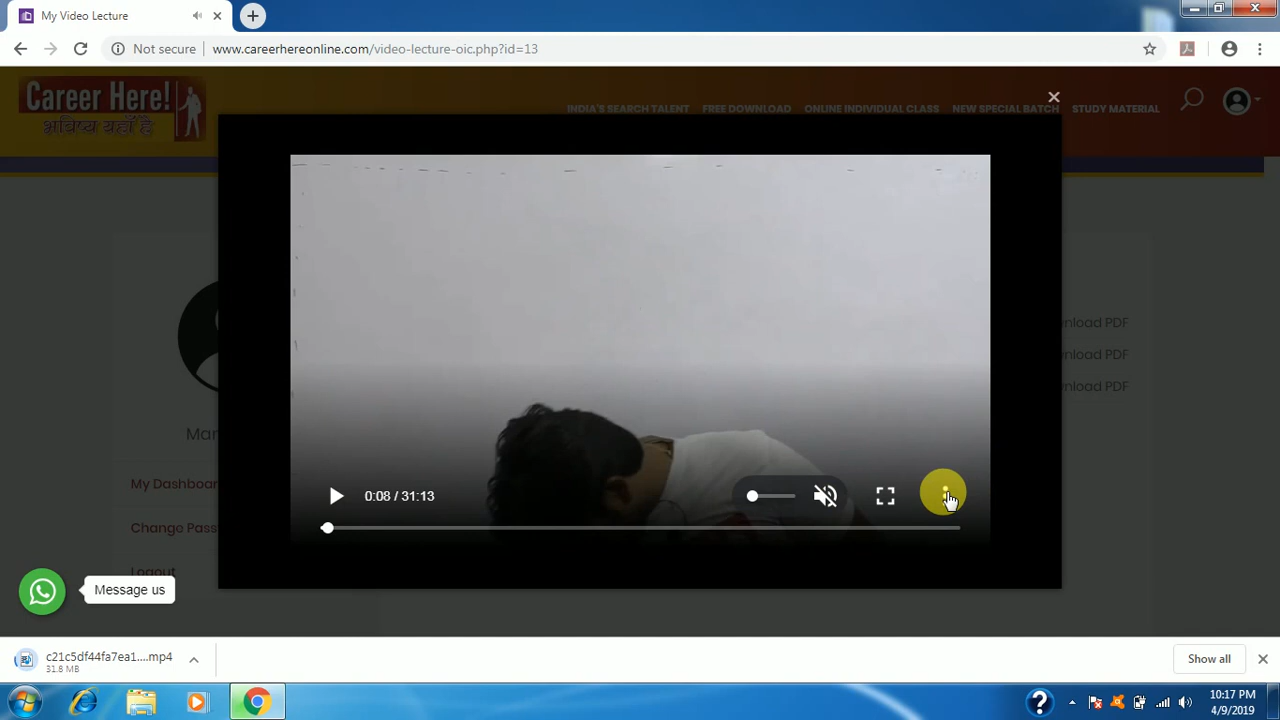 My Video Lecture
Not secure
www.careerhereonline.com/video-lecture-oic.php?id=13
Career Here!
भविष्य यहाँ है
INDIA'S SEARCH TALENT
FREE DOWNLOAD
ONLINE INDIVIDUAL CLASS
NEW SPECIAL BATCH
STUDY MATERIAL
nload PDF
nload PDF
nload PDF
Man
My Dashboar
Change Pass
Logout
0:08 / 31:13
Message us
c21c5df44fa7ea1....mp4
31.8 MB
Show all
10:17 PM
4/9/2019